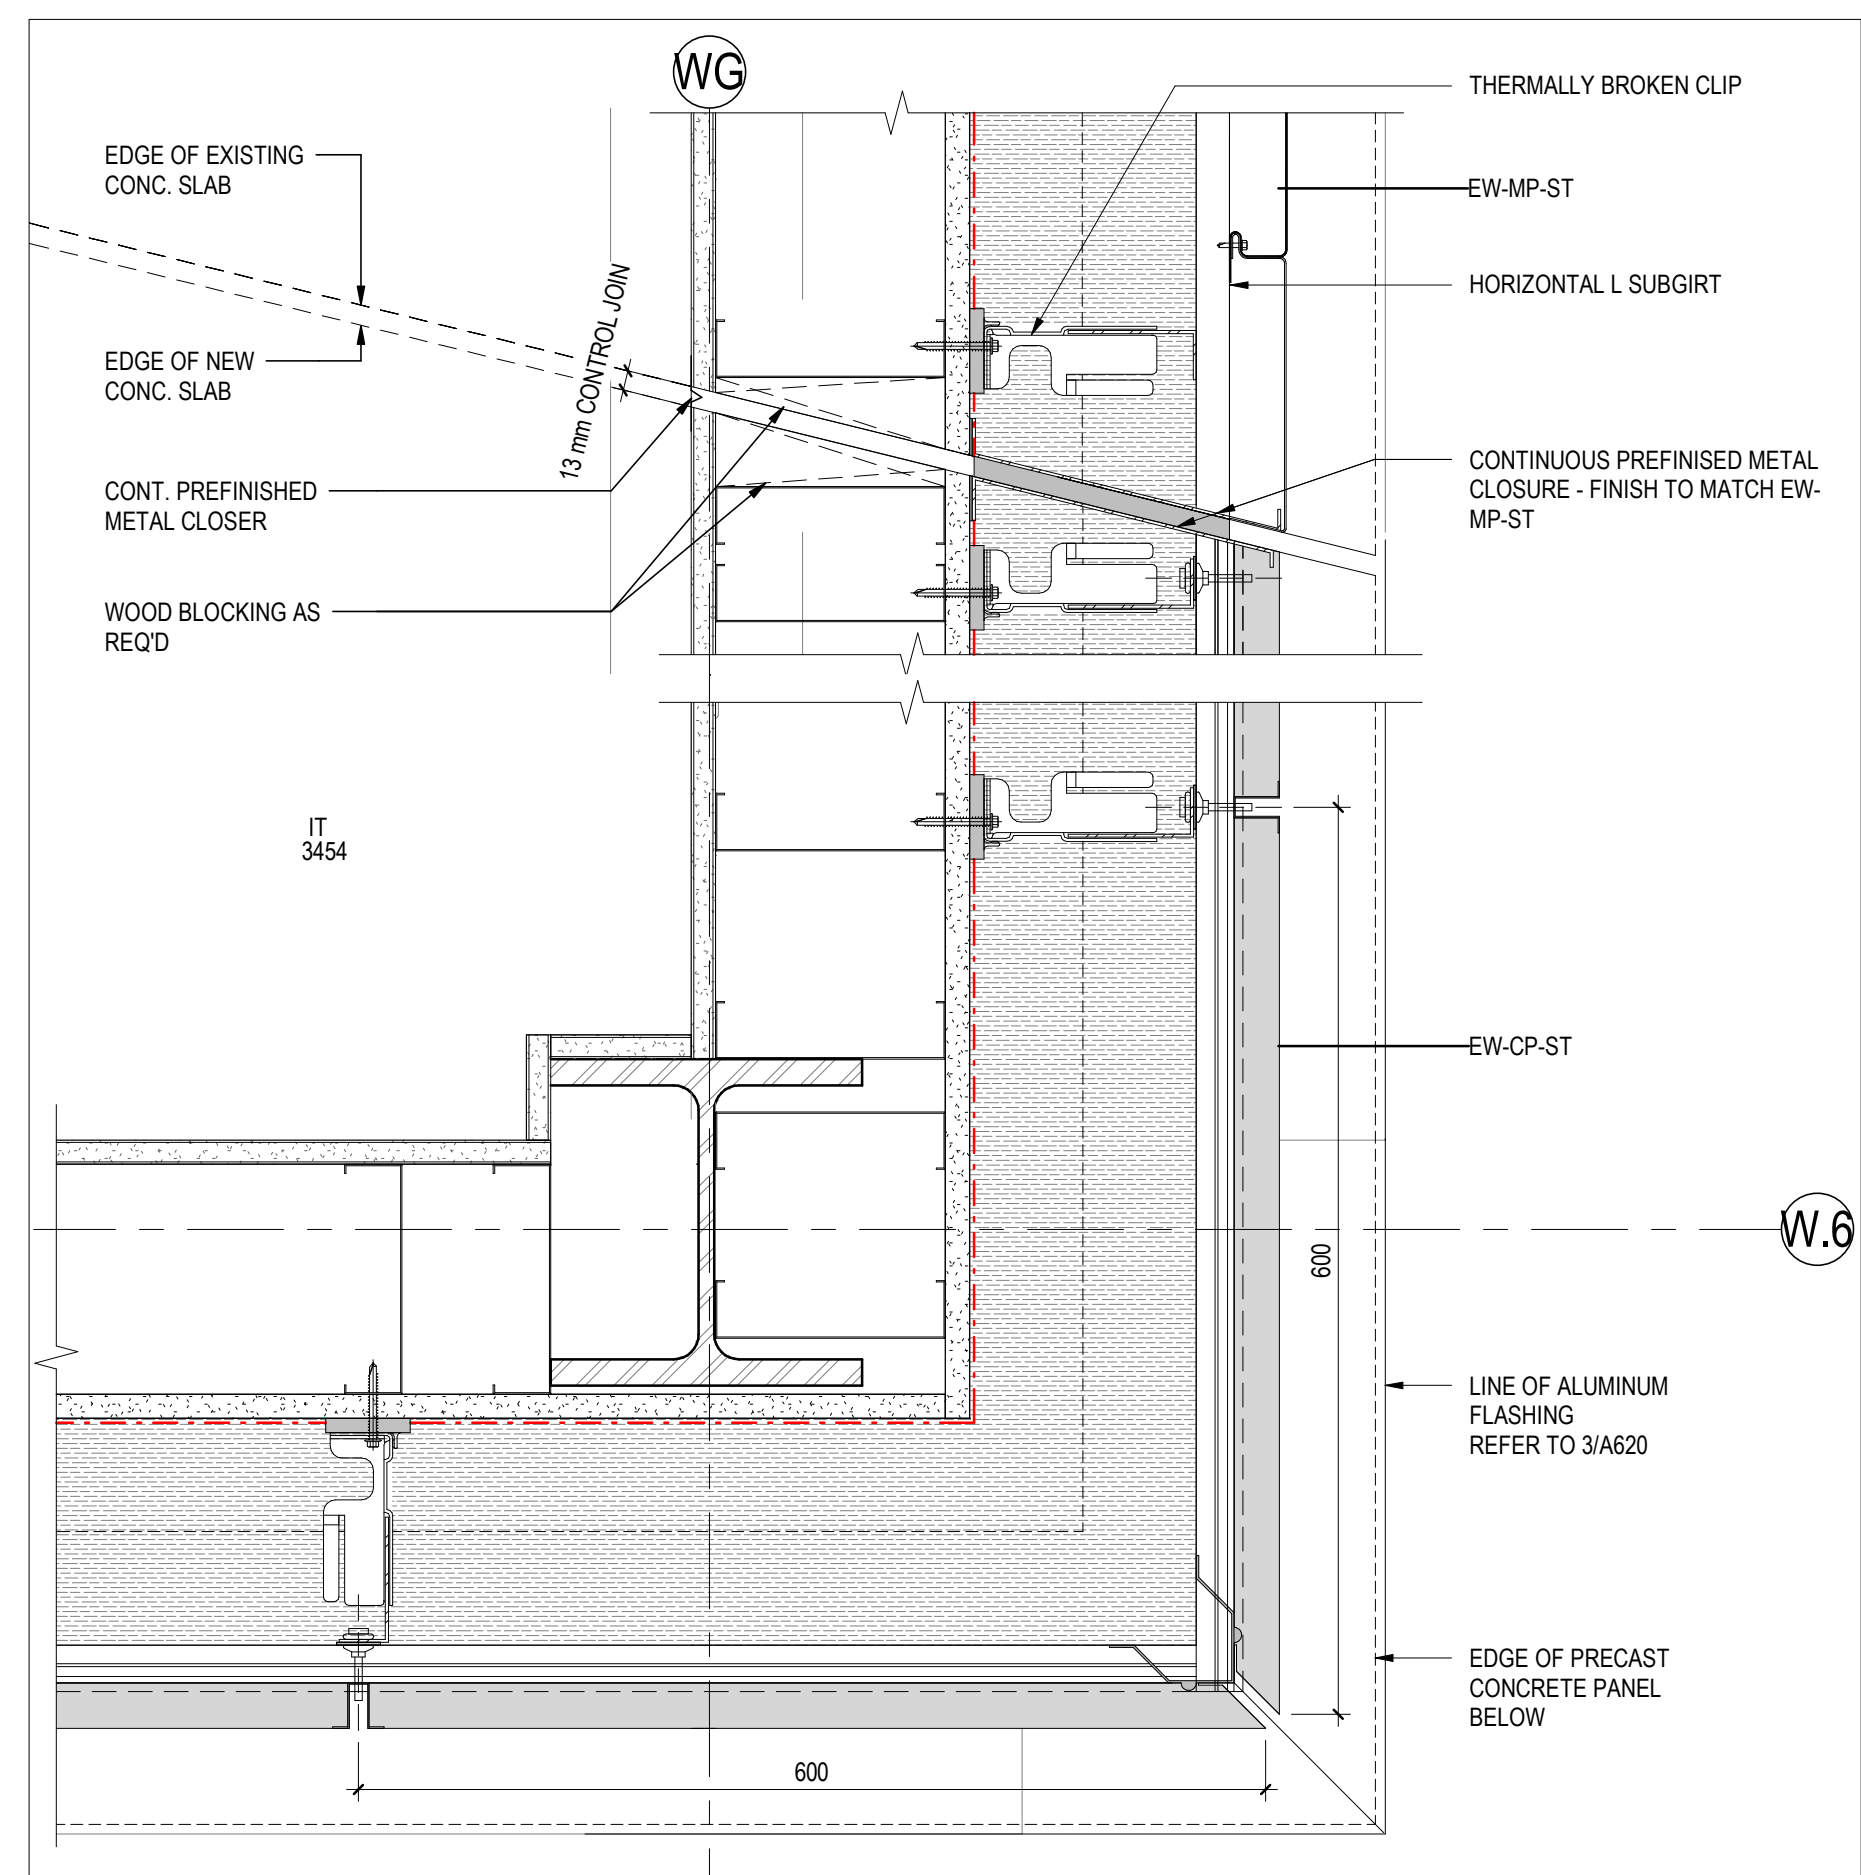 WG
THERMALLY BROKEN CLIP
EDGE OF EXISTING
CONC. SLAB
EW-MP-ST
HORIZONTAL L SUBGIRT
EDGE OF NEW
CONC. SLAB
13 mm CONTROL JOIN
CONT. PREFINISHED
METAL CLOSER
CONTINUOUS PREFINISED METAL
CLOSURE - FINISH TO MATCH EW-
MP-ST
WOOD BLOCKING AS
REQ'D
IT
3454
EW-CP-ST
W.6
600
LINE OF ALUMINUM
FLASHING
REFER TO 3/A620
EDGE OF PRECAST
CONCRETE PANEL
BELOW
600